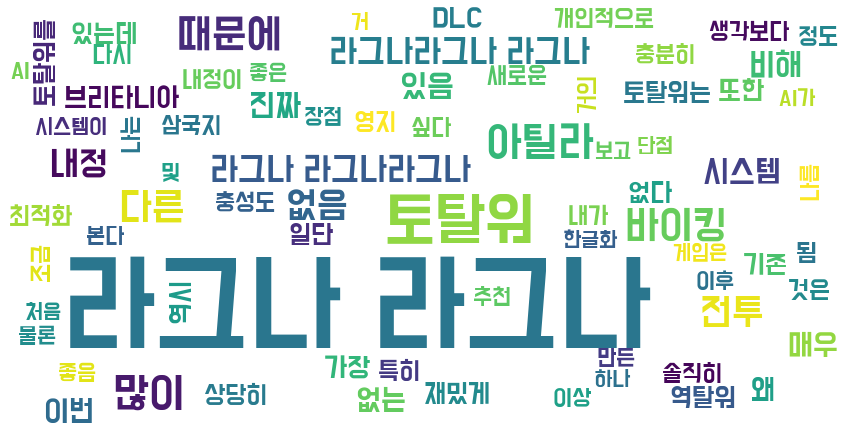 있는데
때문에
DLC
개인적으로
생각보다
정도
토탈워를
다시
라그나라그나 라그나
충분히
비해
AI
거
내정이
좋은
있음
새로운
거의
토탈워는
또한
AI가
브리타니아
진짜
장점
영지
싶다
시스템이
삼국지
아틸라
보고
단점
내정
라그나 라그나라그나
시스템
나름
최적화
다른
충성도
없음
토탈워
없다
내가
바이킹
본다
일단
한글화
게임은
기존
됨
조금
라그나 라그나
역시
추천
이후
것은
처음
물론
전투
매우
좋음
많이
가장
특히
만든
하나
솔직히
이번
상당히
없는
재밌게
이상
역탈워
왜